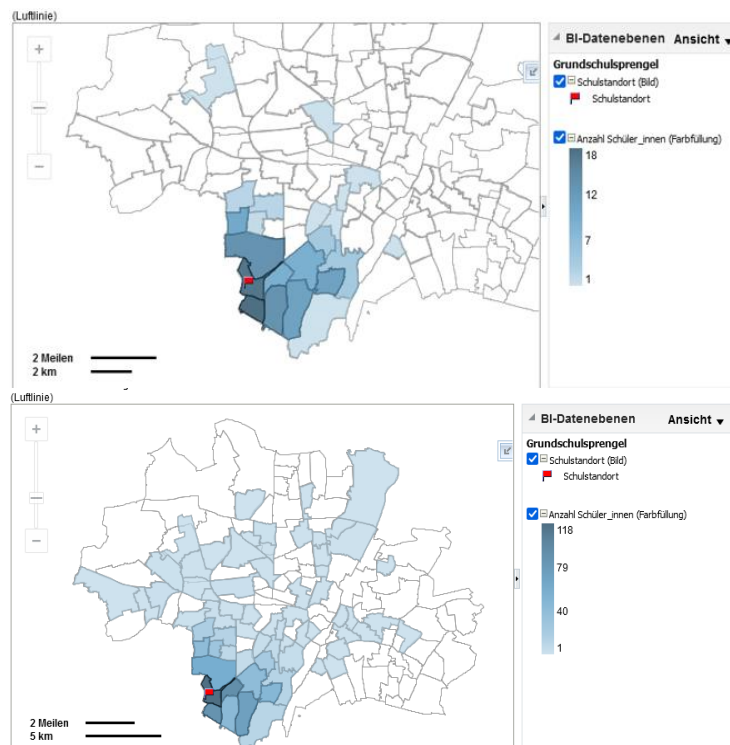 (Luftlinie)
BI-Datenebenen Ansicht
Grundschulsprengel
Schulstandort (Bild)
Schulstandort
Anzahl Schüler_innen (Farbfüllung)
18
12
7
1
2 Meilen
2 km
(Luftlinie)
BI-Datenebenen Ansicht
Grundschulsprengel
Schulstandort (Bild)
Schulstandort
Anzahl Schüler_innen (Farbfüllung)
118
79
40
1
2 Meilen
5 km